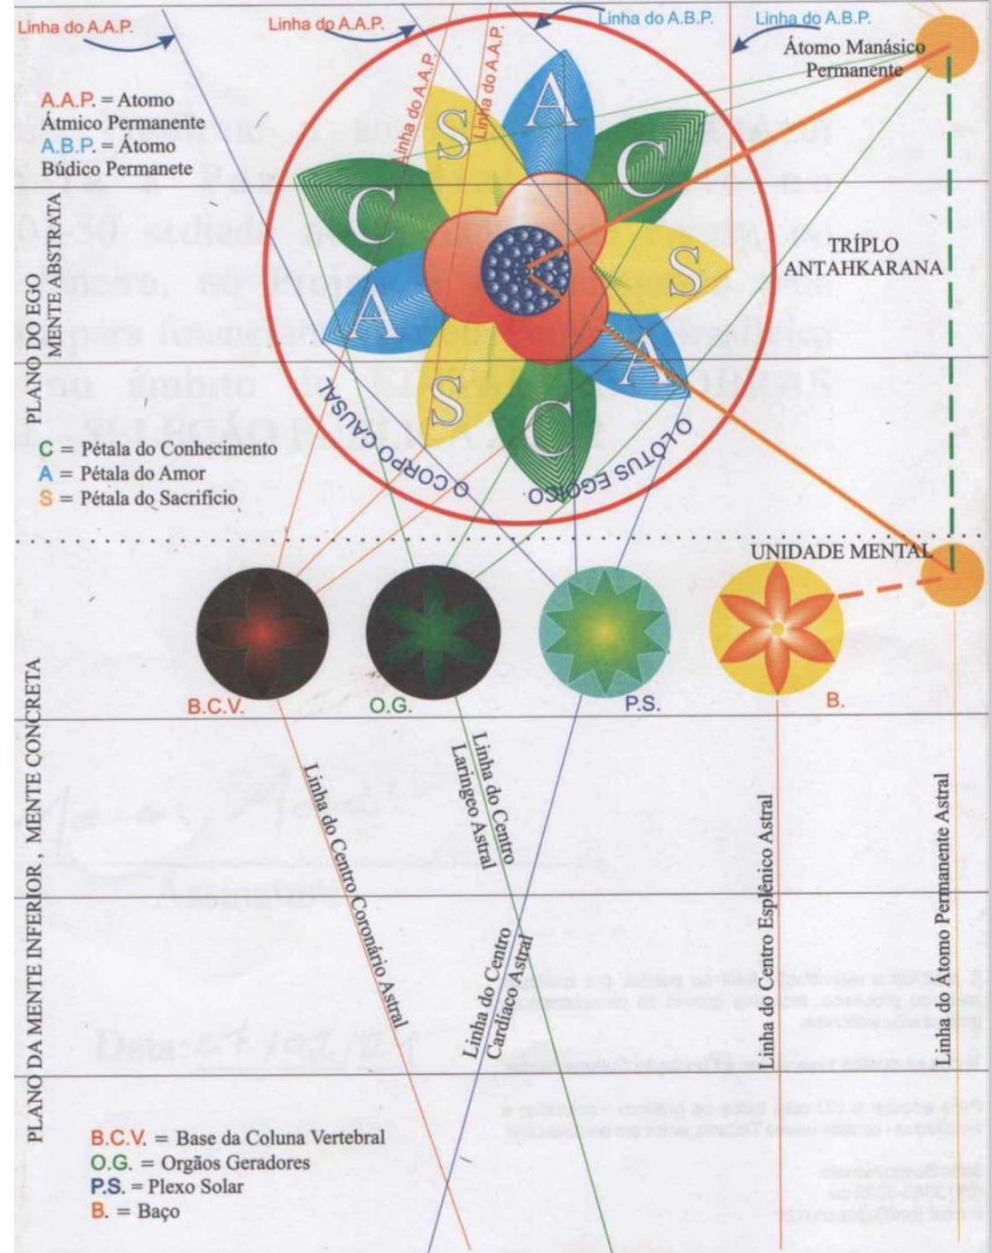 Linha do A.A.P.
Linha do A.A.P.
Linha do A.B.P.
Linha do A.B.P.
Átomo Manásico
Permanente
Linha do A.A.P.
Linha do A.A.P.
A.A.P. = Atomo
Átmico Permanente
A.B.P. = Átomo
Búdico Permanete
S
A
C
C
S
A
A
S
C
TRÍPLO
ANTAHKARANA
PLANO DO EGO
MENTE ABSTRATA
O CORPO CAUSAL
O LÓTUS EGÓICO.
C = Pétala do Conhecimento
A = Pétala do Amor
S = Pétala do Sacrifício
UNIDADE MENTAL
B.C.V.
O.G.
P.S.
B.
PLANO DA MENTE INFERIOR , MENTE CONCRETA
Linha do Centro Coronário Astral
Linha do Centro
Laringeo Astral
Linha do Centro
Cardíaco Astral
Linha do Centro Esplênico Astral
Linha do Atomo Permanente Astral
B.C.V. = Base da Coluna Vertebral
O.G. = Orgãos Geradores
P.S. = Plexo Solar
B. = Baço